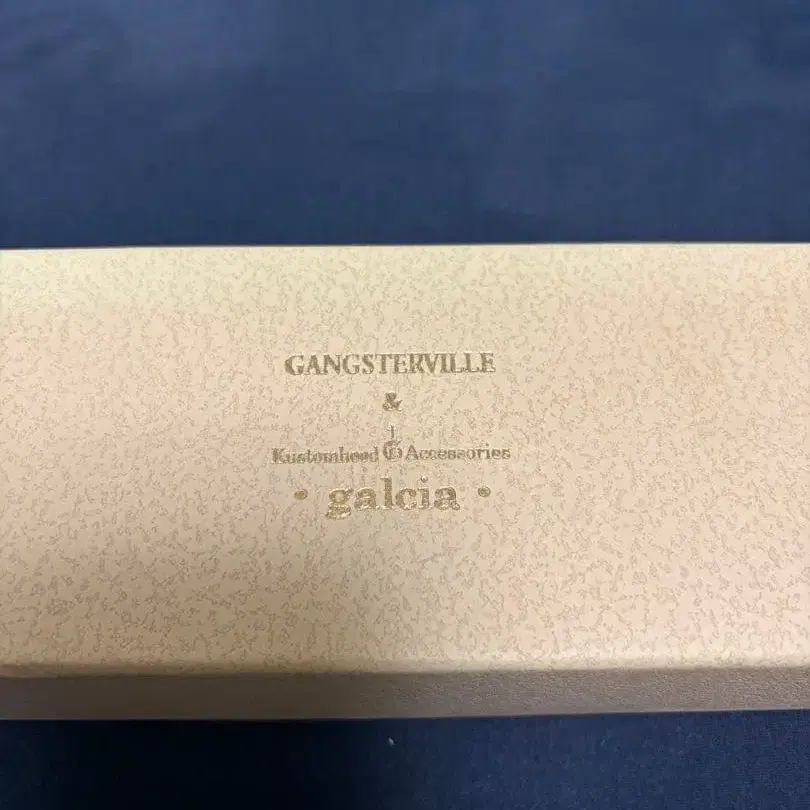 GANGSTERVILLE
&
Kustomhood G Accessories
· galcia ·